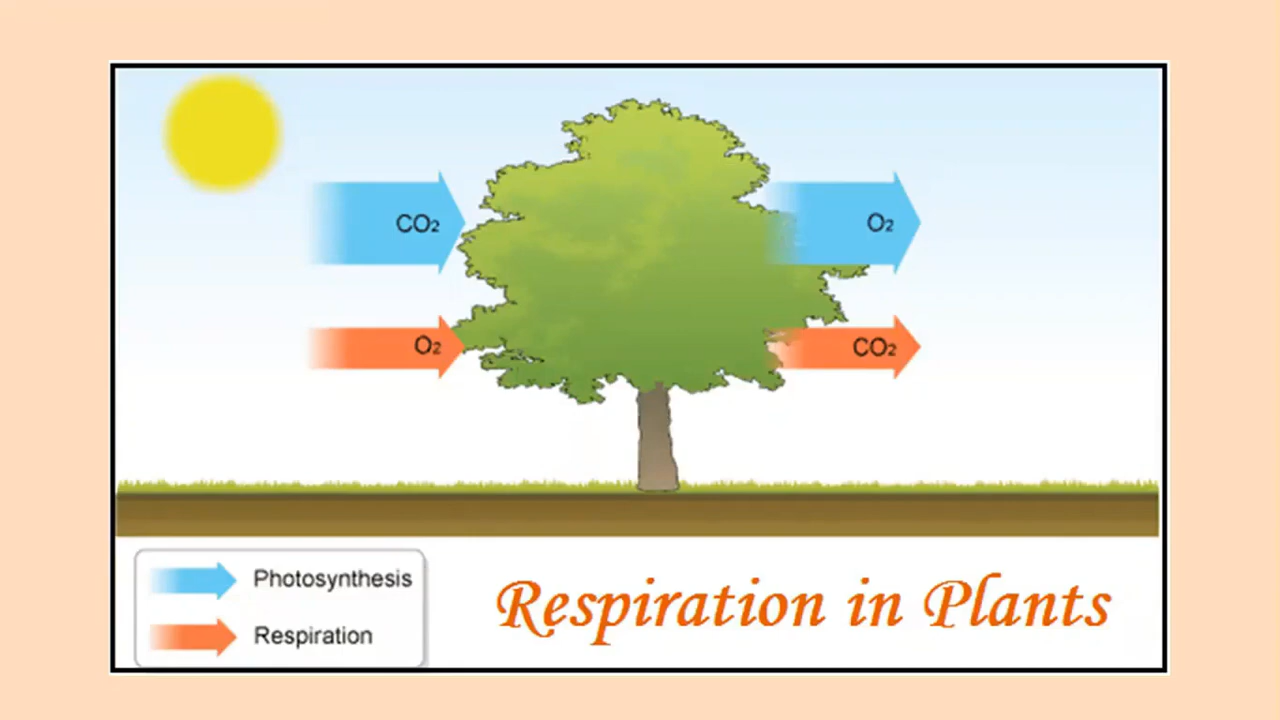 CO₂
O₂
O₂
CO₂
Photosynthesis
Respiration
Respiration in Plants